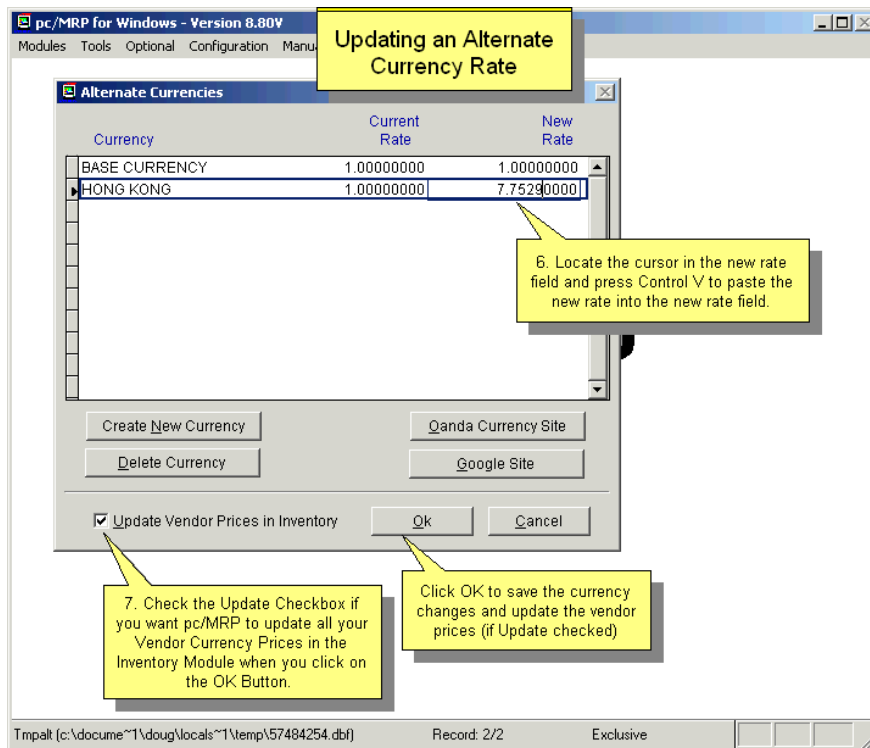 pc/MRP for Windows - Version 8.80V
Modules Tools Optional Configuration Manu
Updating an Alternate
Currency Rate
Alternate Currencies
Currency
Current
Rate
New
Rate
BASE CURRENCY 1.00000000 1.00000000
HONG KONG 1.00000000 7.75290000
6. Locate the cursor in the new rate
field and press Control V to paste the
new rate into the new rate field.
Create New Currency
Qanda Currency Site
Delete Currency
Google Site
Update Vendor Prices in Inventory
Ok
Cancel
7. Check the Update Checkbox if
you want pc/MRP to update all your
Vendor Currency Prices in the
Inventory Module when you click on
the OK Button.
Click OK to save the currency
changes and update the vendor
prices (if Update checked)
Tmpalt (c:\docume~1\doug\locals~1\temp\57484254.dbf) Record: 2/2 Exclusive